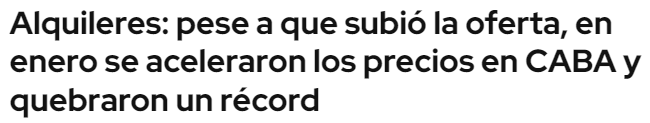 Alquileres: pese a que subió la oferta, en
enero se aceleraron los precios en CABA y
quebraron un récord